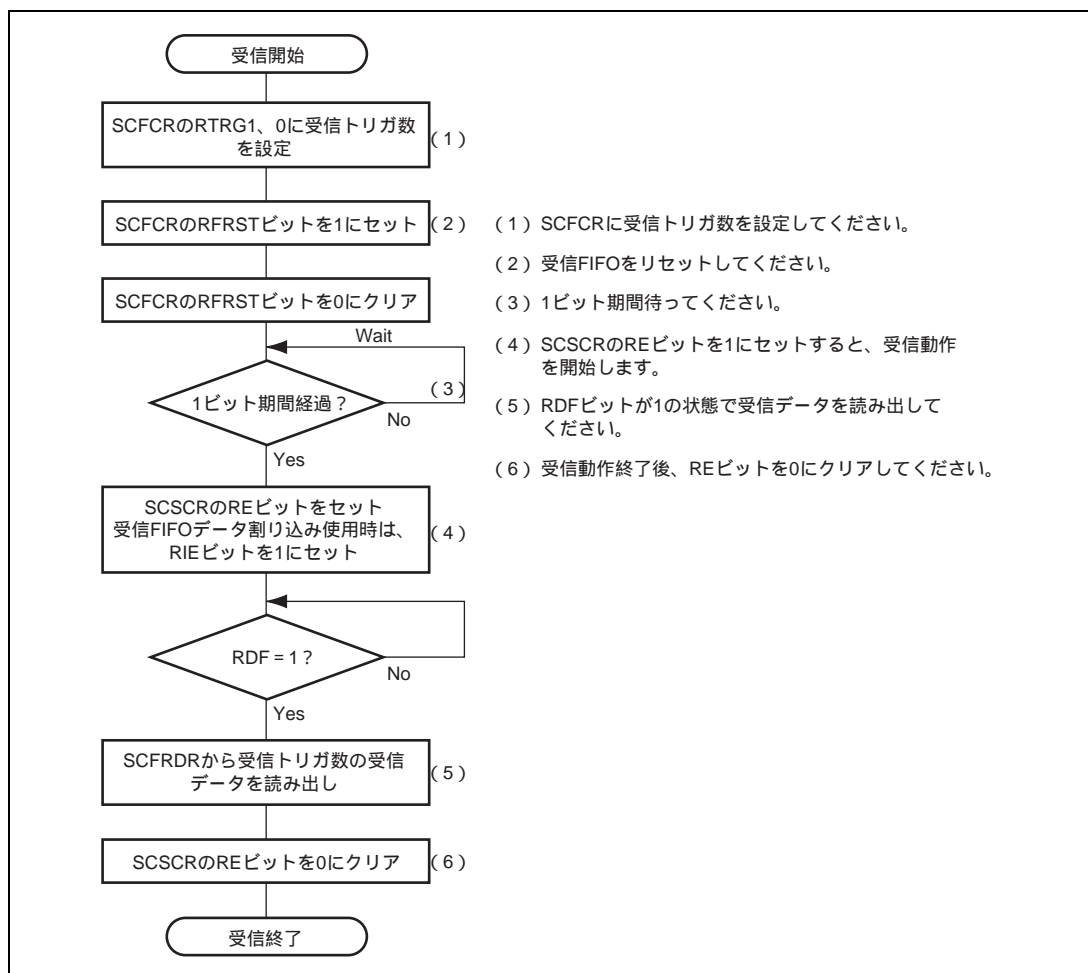 受信開始
SCFCRのRTRG1、0に受信トリガ数
を設定
(1)
SCFCRのRFRSTビットを1にセット
(2)
SCFCRのRFRSTビットを0にクリア
Wait
1ビット期間経過？
(3)
No
Yes
SCSCRのREビットをセット
受信FIFOデータ割り込み使用時は、
RIEビットを1にセット
(4)
RDF = 1？
No
Yes
SCFRDRから受信トリガ数の受信
データを読み出し
(5)
SCSCRのREビットを0にクリア
(6)
受信終了
(1) SCFCRに受信トリガ数を設定してください。
(2) 受信FIFOをリセットしてください。
(3) 1ビット期間待ってください。
(4) SCSCRのREビットを1にセットすると、受信動作
を開始します。
(5) RDFビットが1の状態で受信データを読み出して
ください。
(6) 受信動作終了後、REビットを0にクリアしてください。